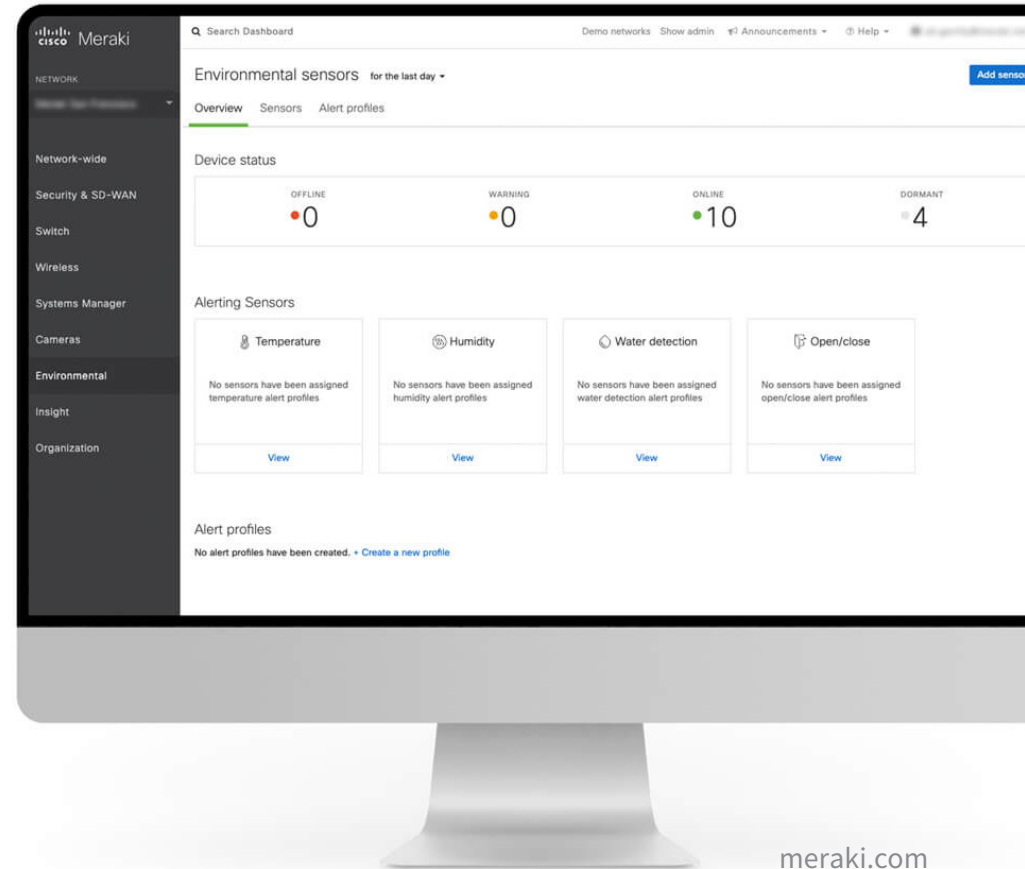 cisco Meraki
Search Dashboard
Demo networks Show admin Announcements Help
NETWORK
Environmental sensors for the last day
Add sensor
Overview Sensors Alert profiles
Network-wide
Security & SD-WAN
Switch
Wireless
Systems Manager
Cameras
Environmental
Insight
Organization
Device status
OFFLINE
0
WARNING
0
ONLINE
10
DORMANT
4
Alerting Sensors
Temperature
No sensors have been assigned
temperature alert profiles
View
Humidity
No sensors have been assigned
humidity alert profiles
View
Water detection
No sensors have been assigned
water detection alert profiles
View
Open/close
No sensors have been assigned
open/close alert profiles
View
Alert profiles
No alert profiles have been created. + Create a new profile
meraki.com